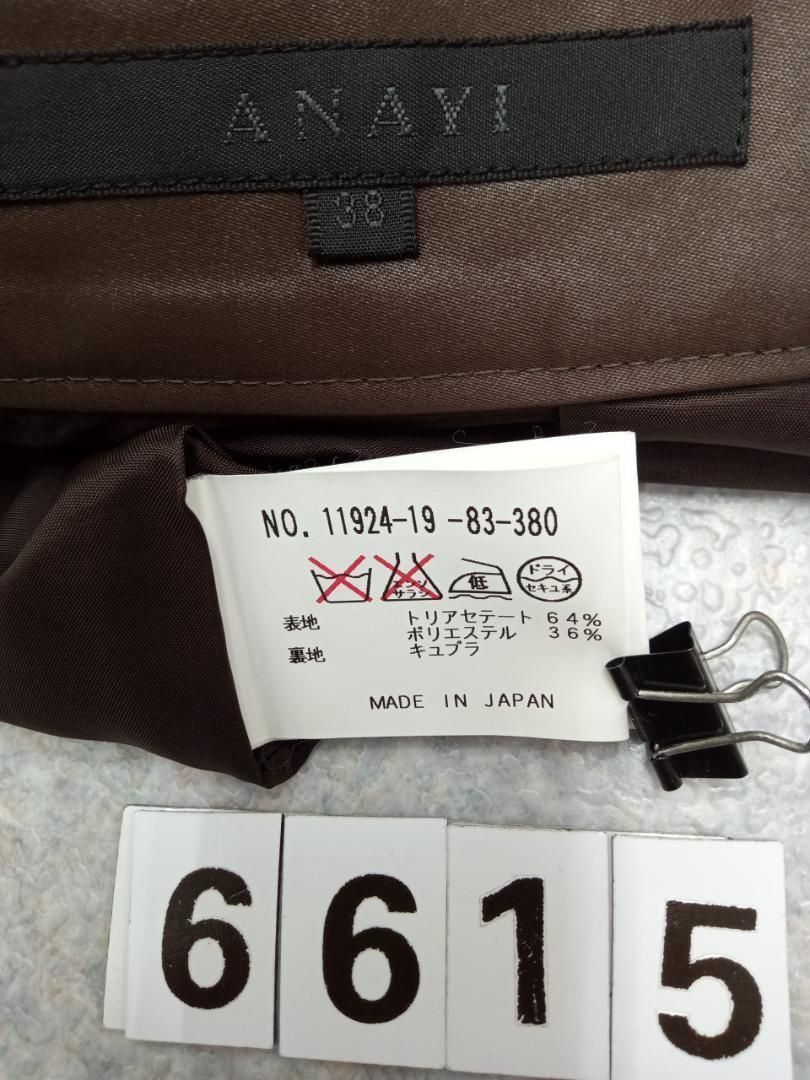 ANAYI
38
NO. 11924-19-83-380
エンソ
サラシ
低
ドライ
セキユ系
表地 トリアセテート 64%
ポリエステル 36%
裏地 キュプラ
MADE IN JAPAN
6615